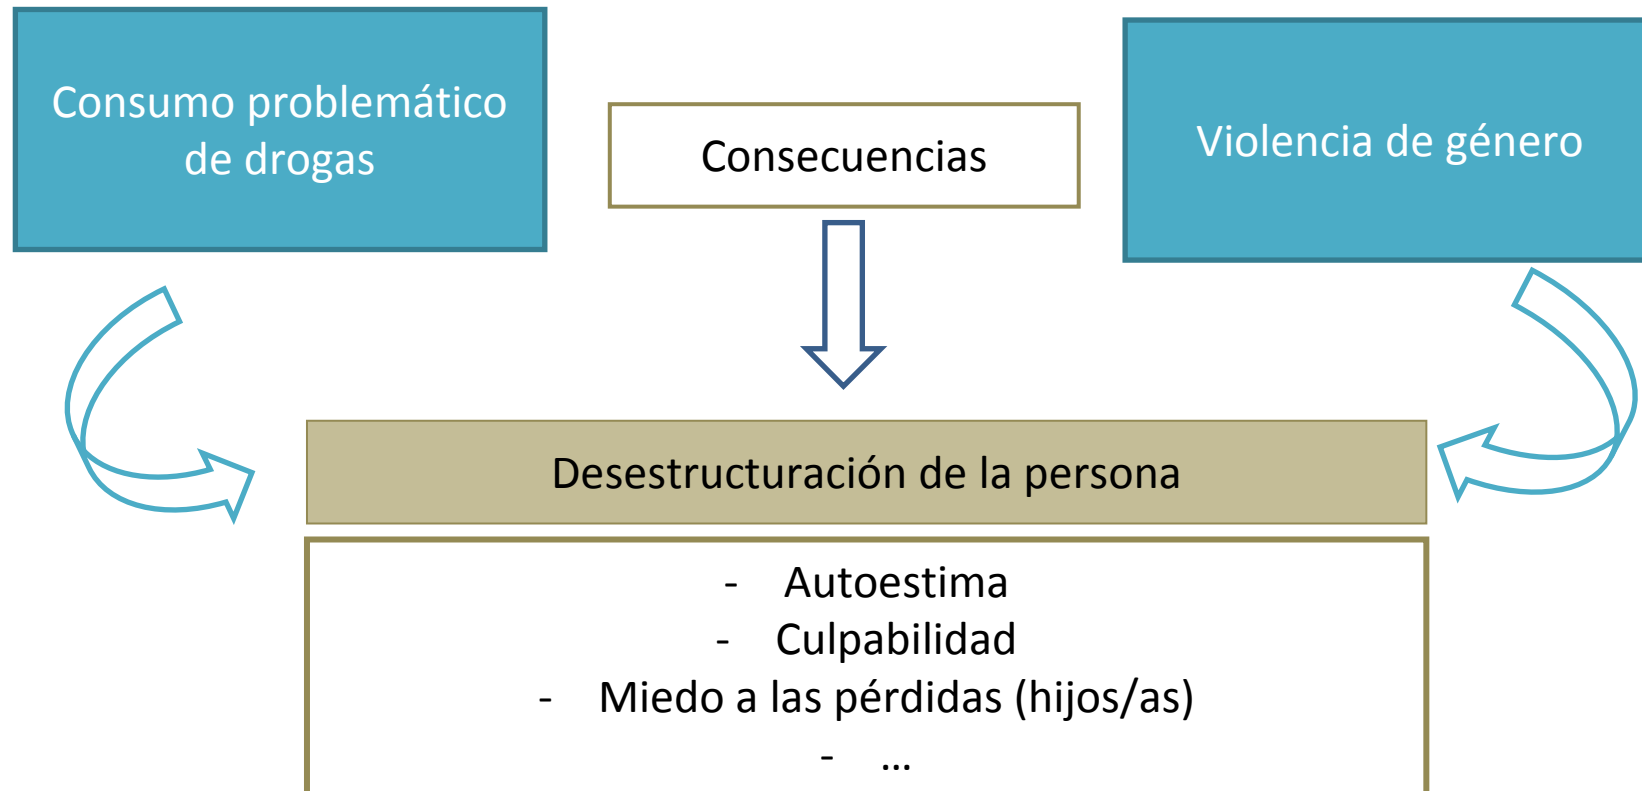 Consumo problemático
de drogas
Consecuencias
Violencia de género
Desestructuración de la persona
- Autoestima
- Culpabilidad
- Miedo a las pérdidas (hijos/as)
- …